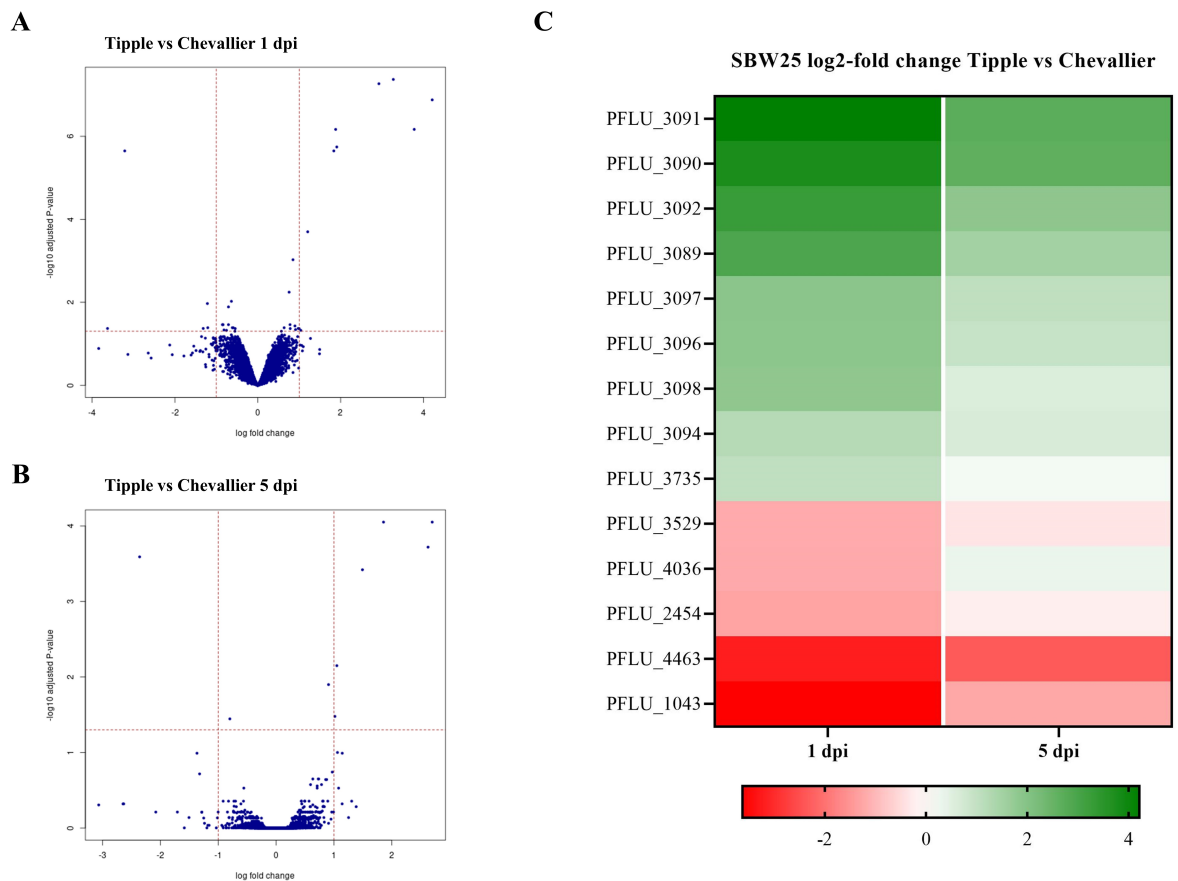 A
Tipple vs Chevallier 1 dpi
-log10 adjusted P-value
0
2
4
6
-4
-2
0
2
4
log fold change
B
Tipple vs Chevallier 5 dpi
-log10 adjusted P-value
0
1
2
3
4
-3
-2
-1
0
1
2
log fold change
C
SBW25 log2-fold change Tipple vs Chevallier
PFLU_3091
PFLU_3090
PFLU_3092
PFLU_3089
PFLU_3097
PFLU_3096
PFLU_3098
PFLU_3094
PFLU_3735
PFLU_3529
PFLU_4036
PFLU_2454
PFLU_4463
PFLU_1043
1 dpi
5 dpi
-2
0
2
4